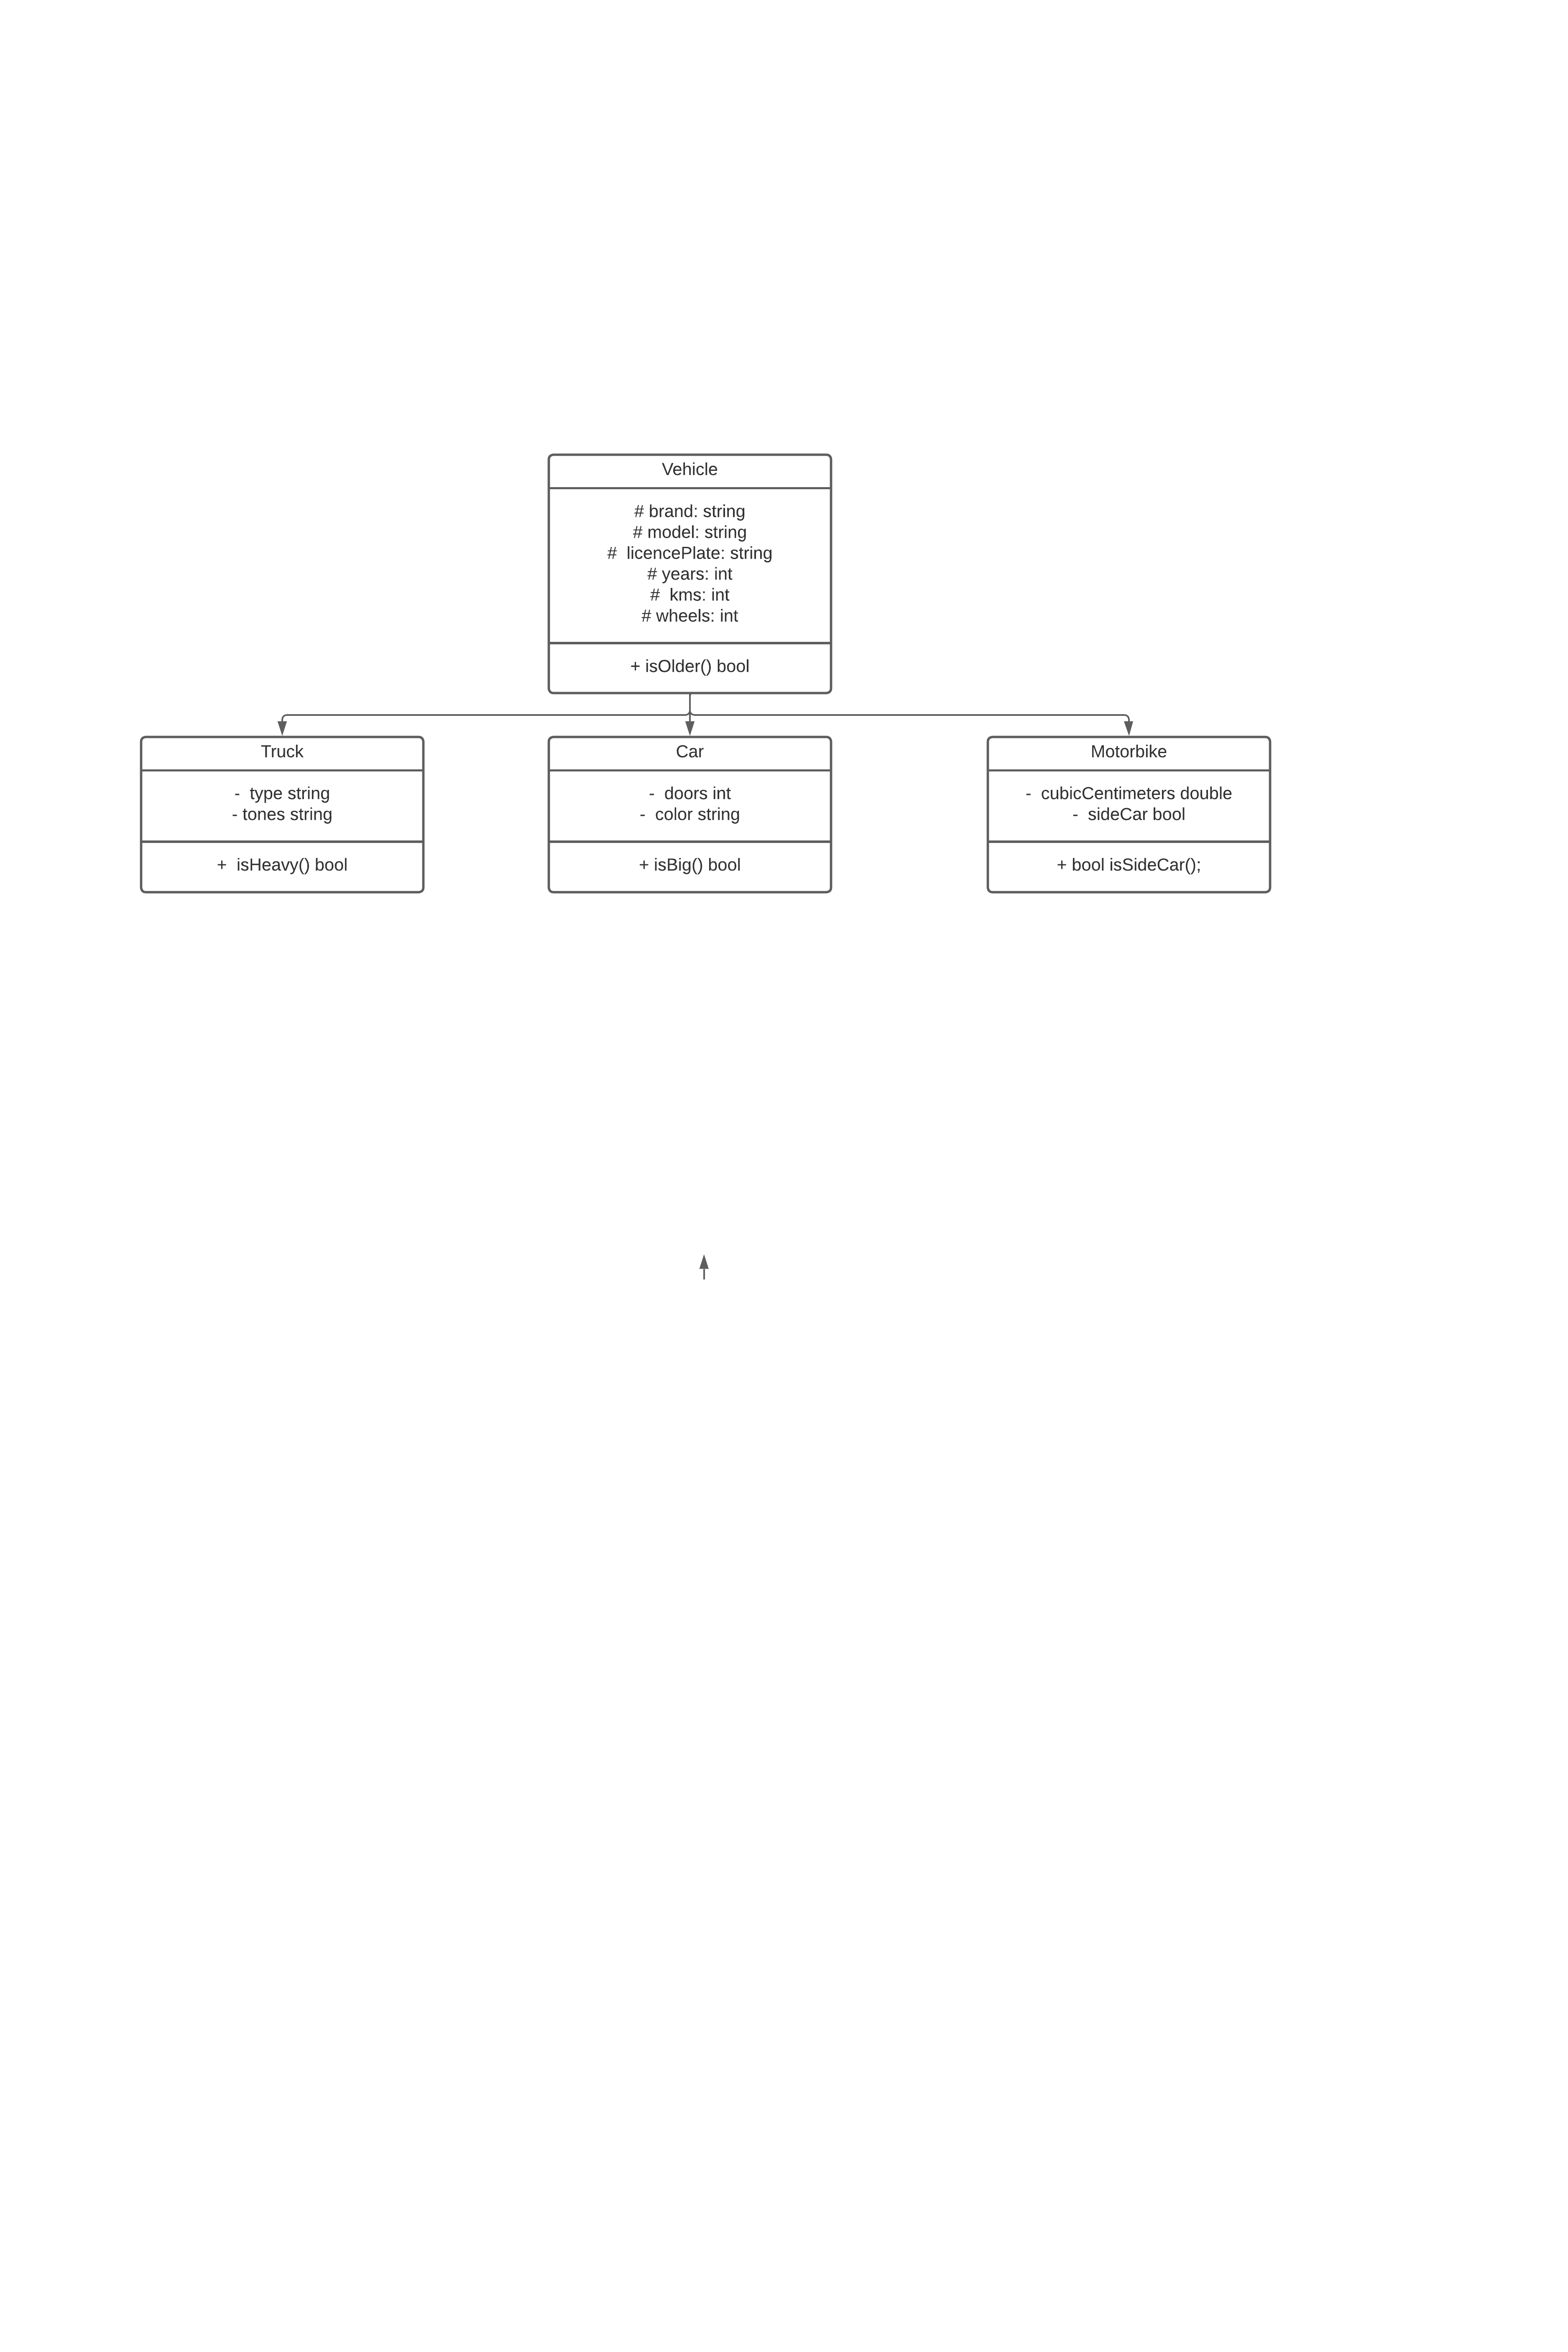 Vehicle
# brand: string
# model: string
#  licencePlate: string
# years: int
#  kms: int
# wheels: int
+ isOlder() bool
Truck
-  type string
- tones string
+  isHeavy() bool
Car
-  doors int
-  color string
+ isBig() bool
Motorbike
-  cubicCentimeters double
-  sideCar bool
+ bool isSideCar();